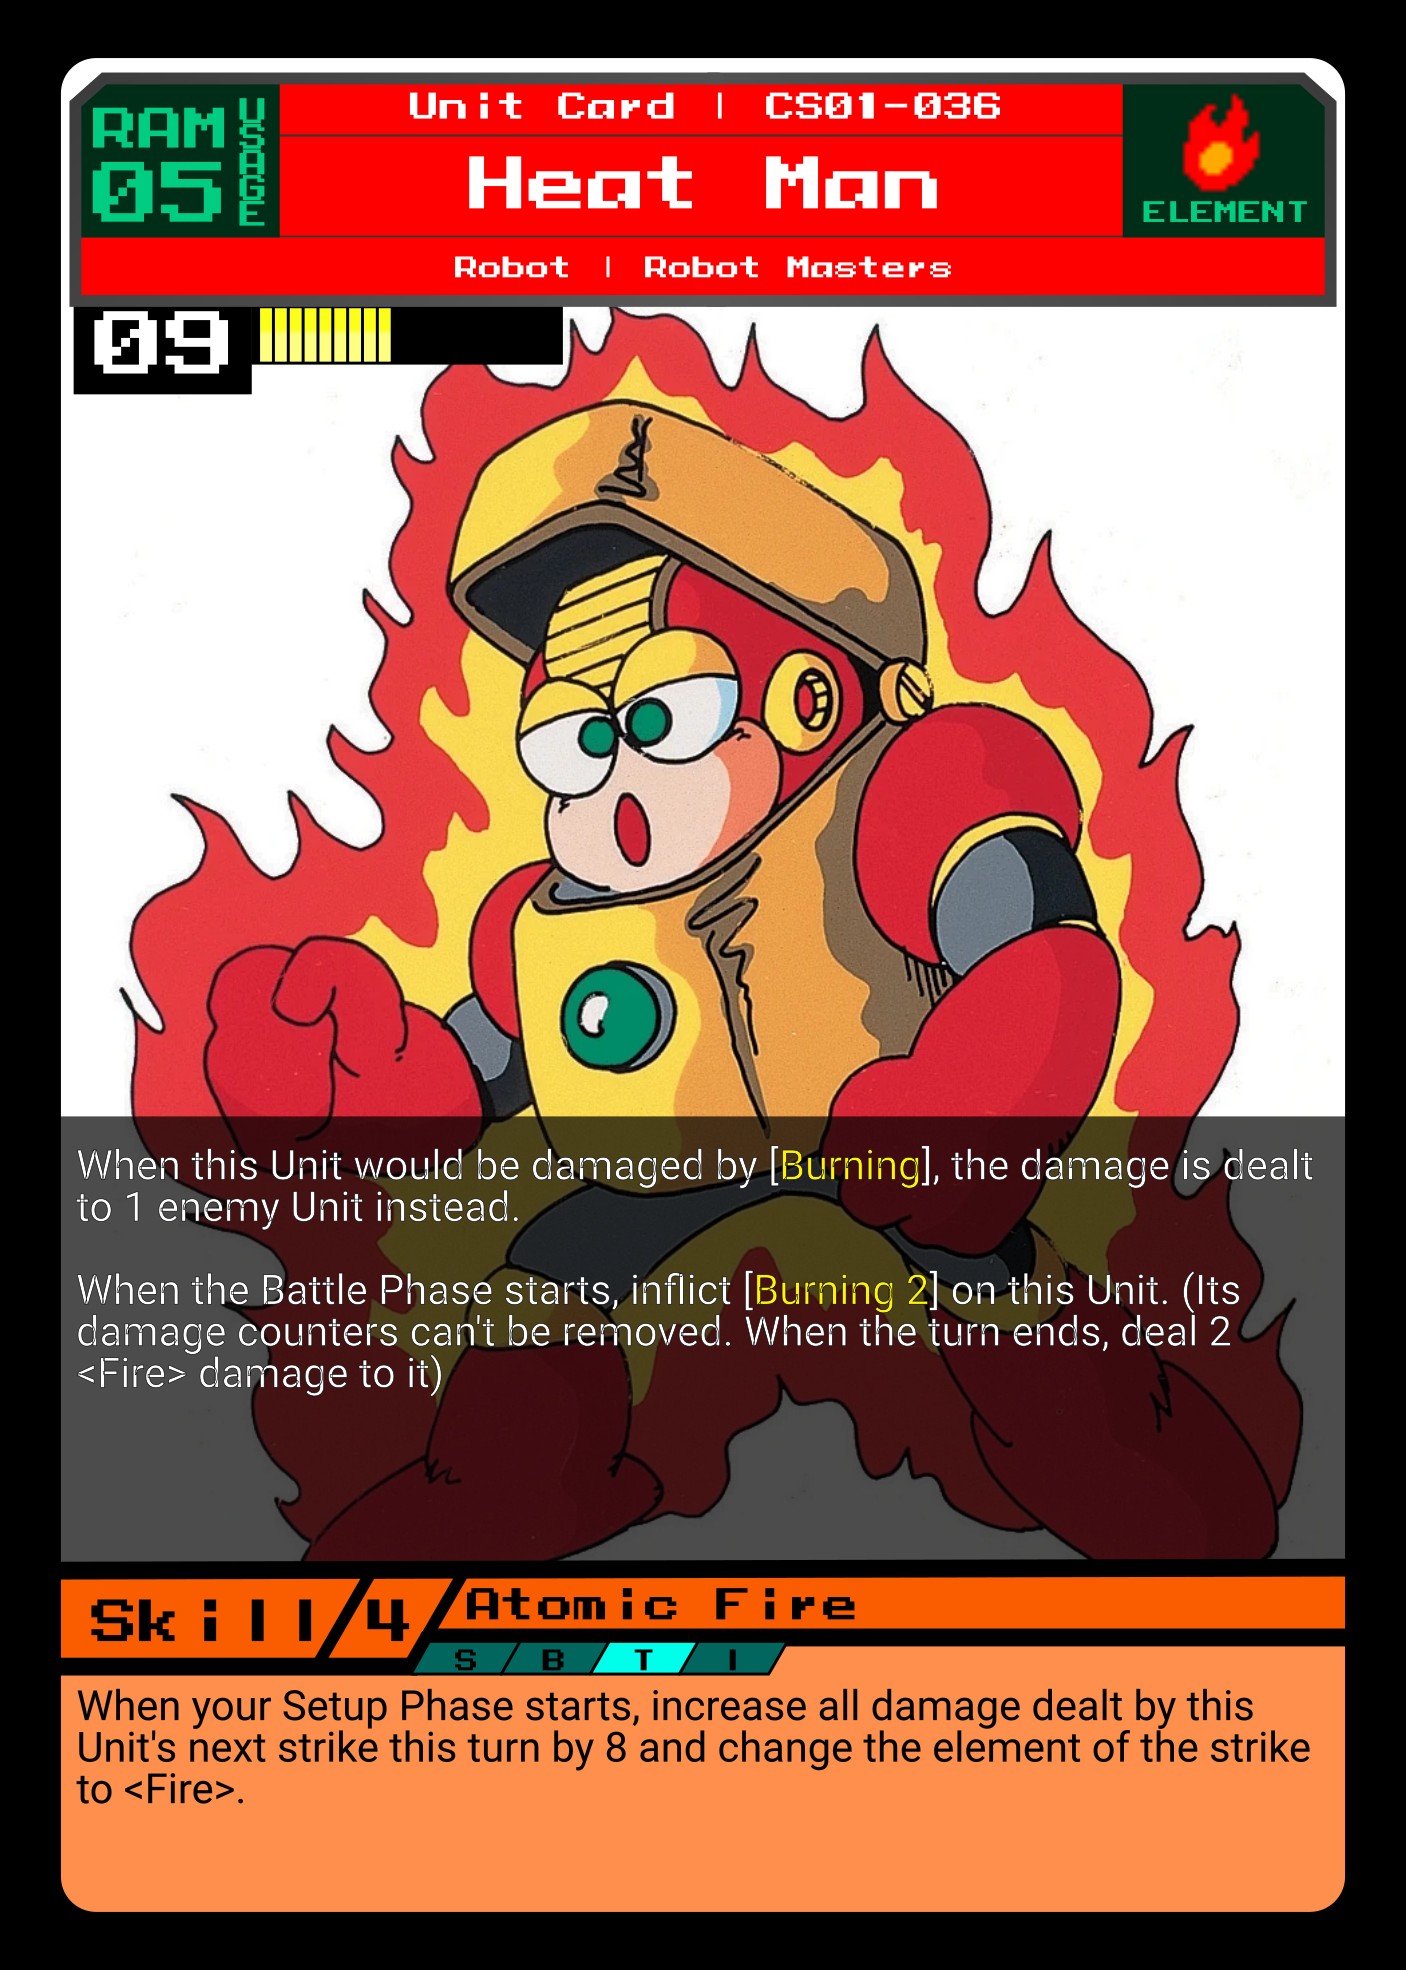 RAM
05
USAGE
Unit Card | CS01-036
Heat Man
ELEMENT
Robot | Robot Masters
09
When this Unit would be damaged by [Burning], the damage is dealt
to 1 enemy Unit instead.
When the Battle Phase starts, inflict [Burning 2] on this Unit. (Its
damage counters can't be removed. When the turn ends, deal 2
<Fire> damage to it)
Skill/4
Atomic Fire
S B T I
When your Setup Phase starts, increase all damage dealt by this
Unit's next strike this turn by 8 and change the element of the strike
to <Fire>.